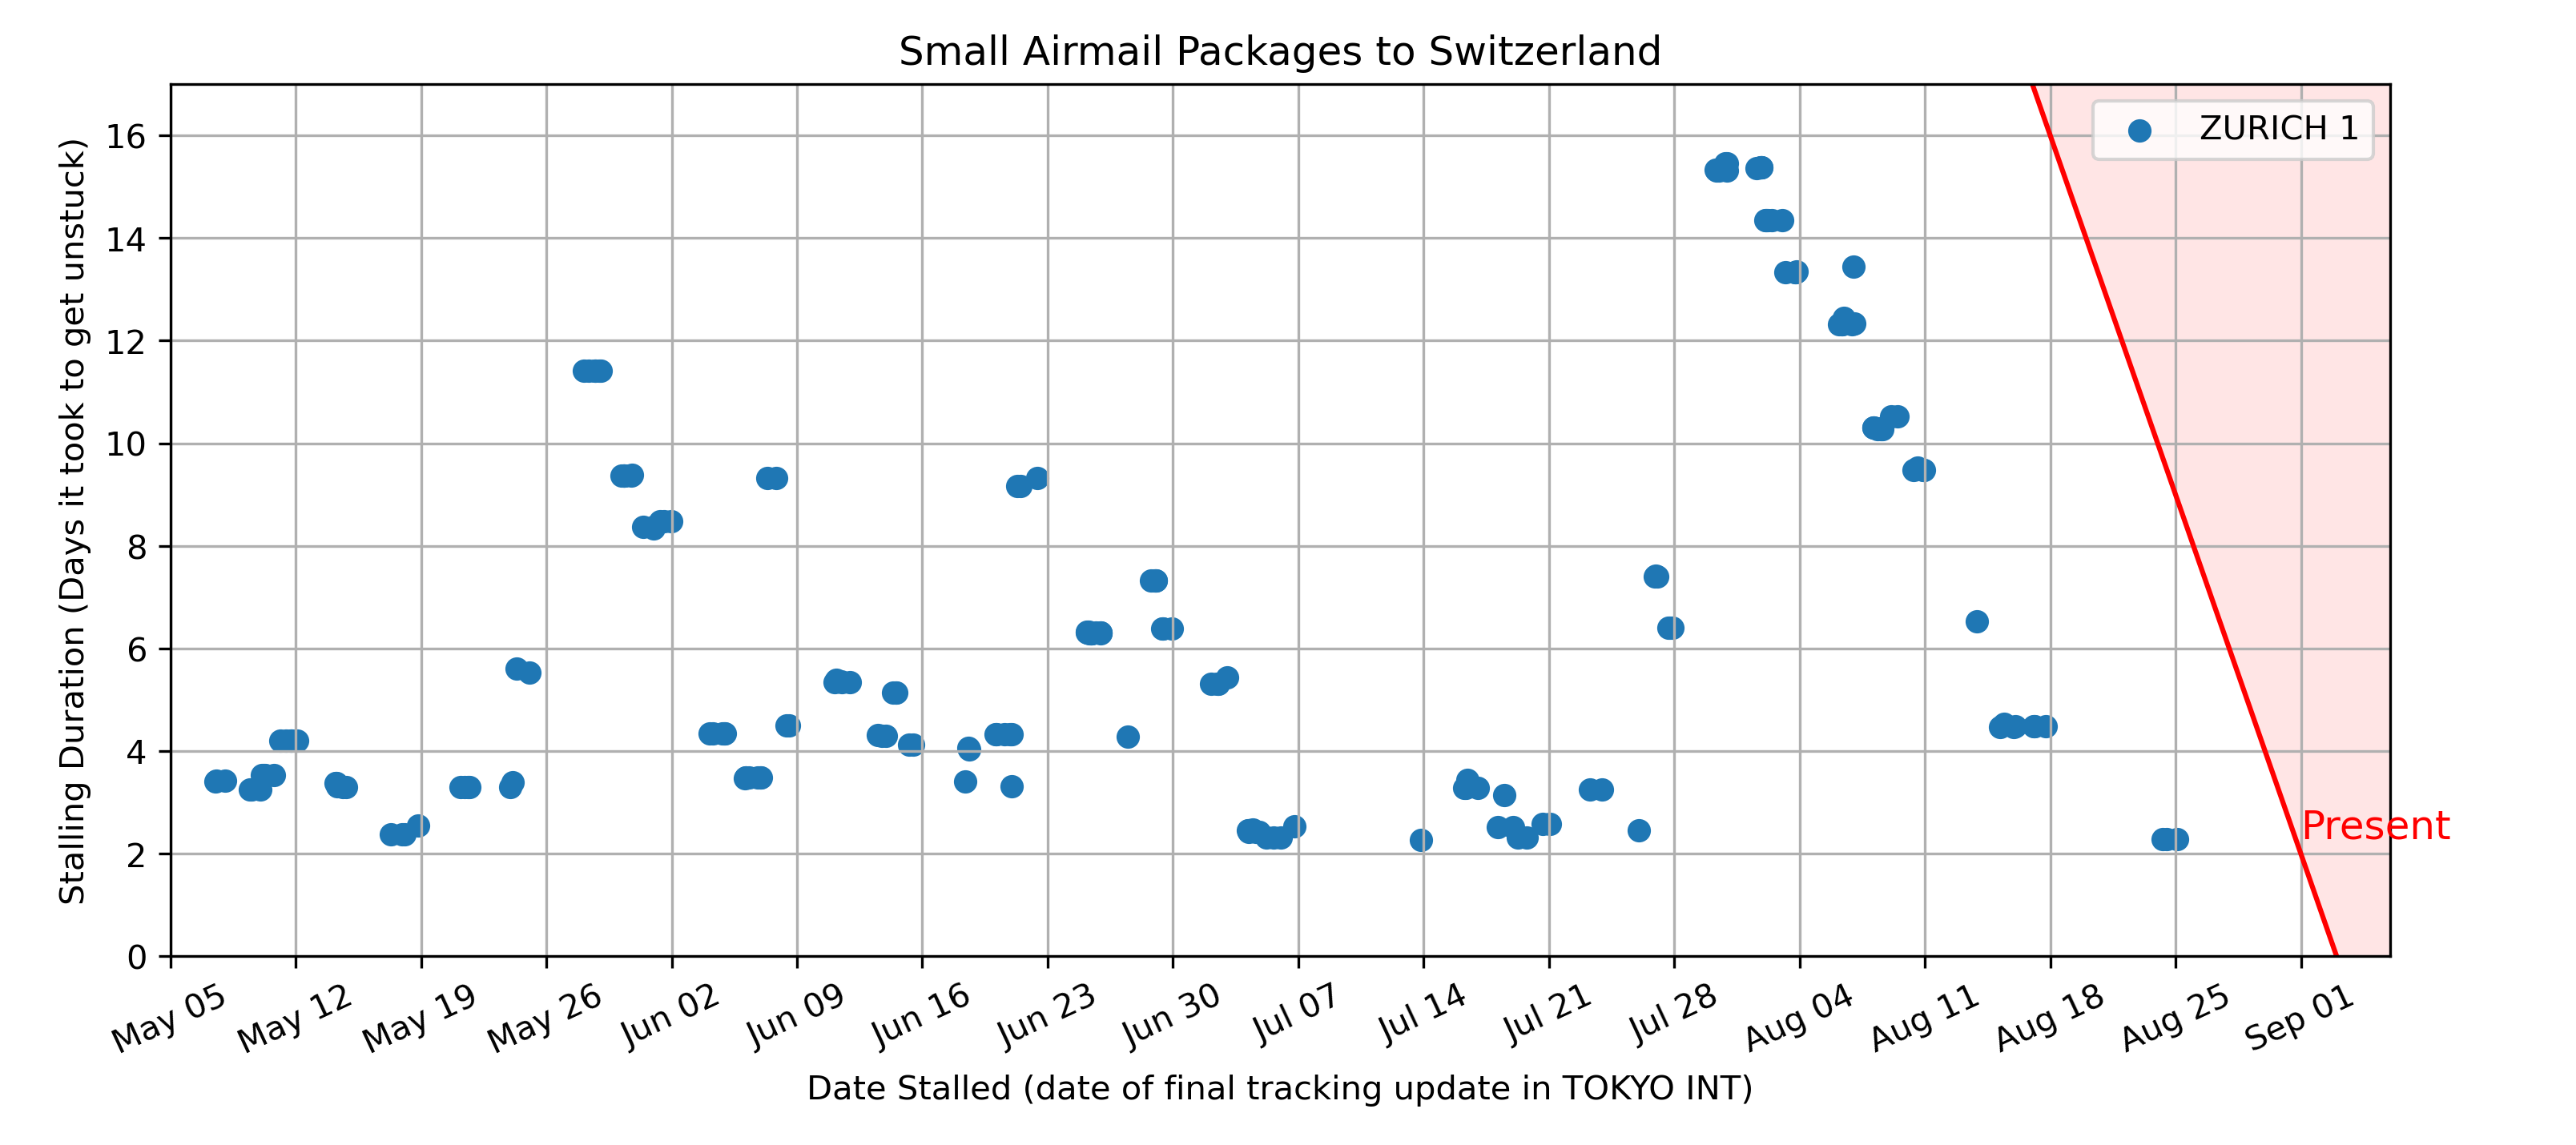 Small Airmail Packages to Switzerland
ZURICH 1
Stalling Duration (Days it took to get unstuck)
16
14
12
10
8
6
4
2
0
Present
May 05 May 12 May 19 May 26 Jun 02 Jun 09 Jun 16 Jun 23 Jun 30 Jul 07 Jul 14 Jul 21 Jul 28 Aug 04 Aug 11 Aug 18 Aug 25 Sep 01
Date Stalled (date of final tracking update in TOKYO INT)